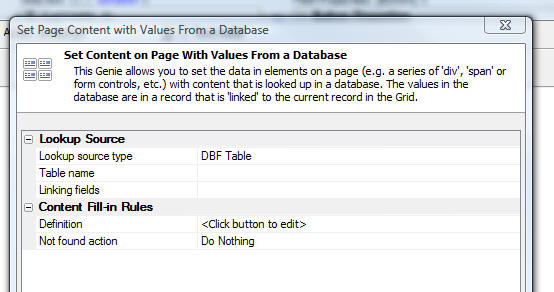 Set Page Content with Values From a Database
Set Content on Page With Values From a Database
This Genie allows you to set the data in elements on a page (e.g. a series of 'div', 'span' or
form controls, etc.) with content that is looked up in a database. The values in the
database are in a record that is 'linked' to the current record in the Grid.
Lookup Source
Lookup source type DBF Table
Table name
Linking fields
Content Fill-in Rules
Definition <Click button to edit>
Not found action Do Nothing